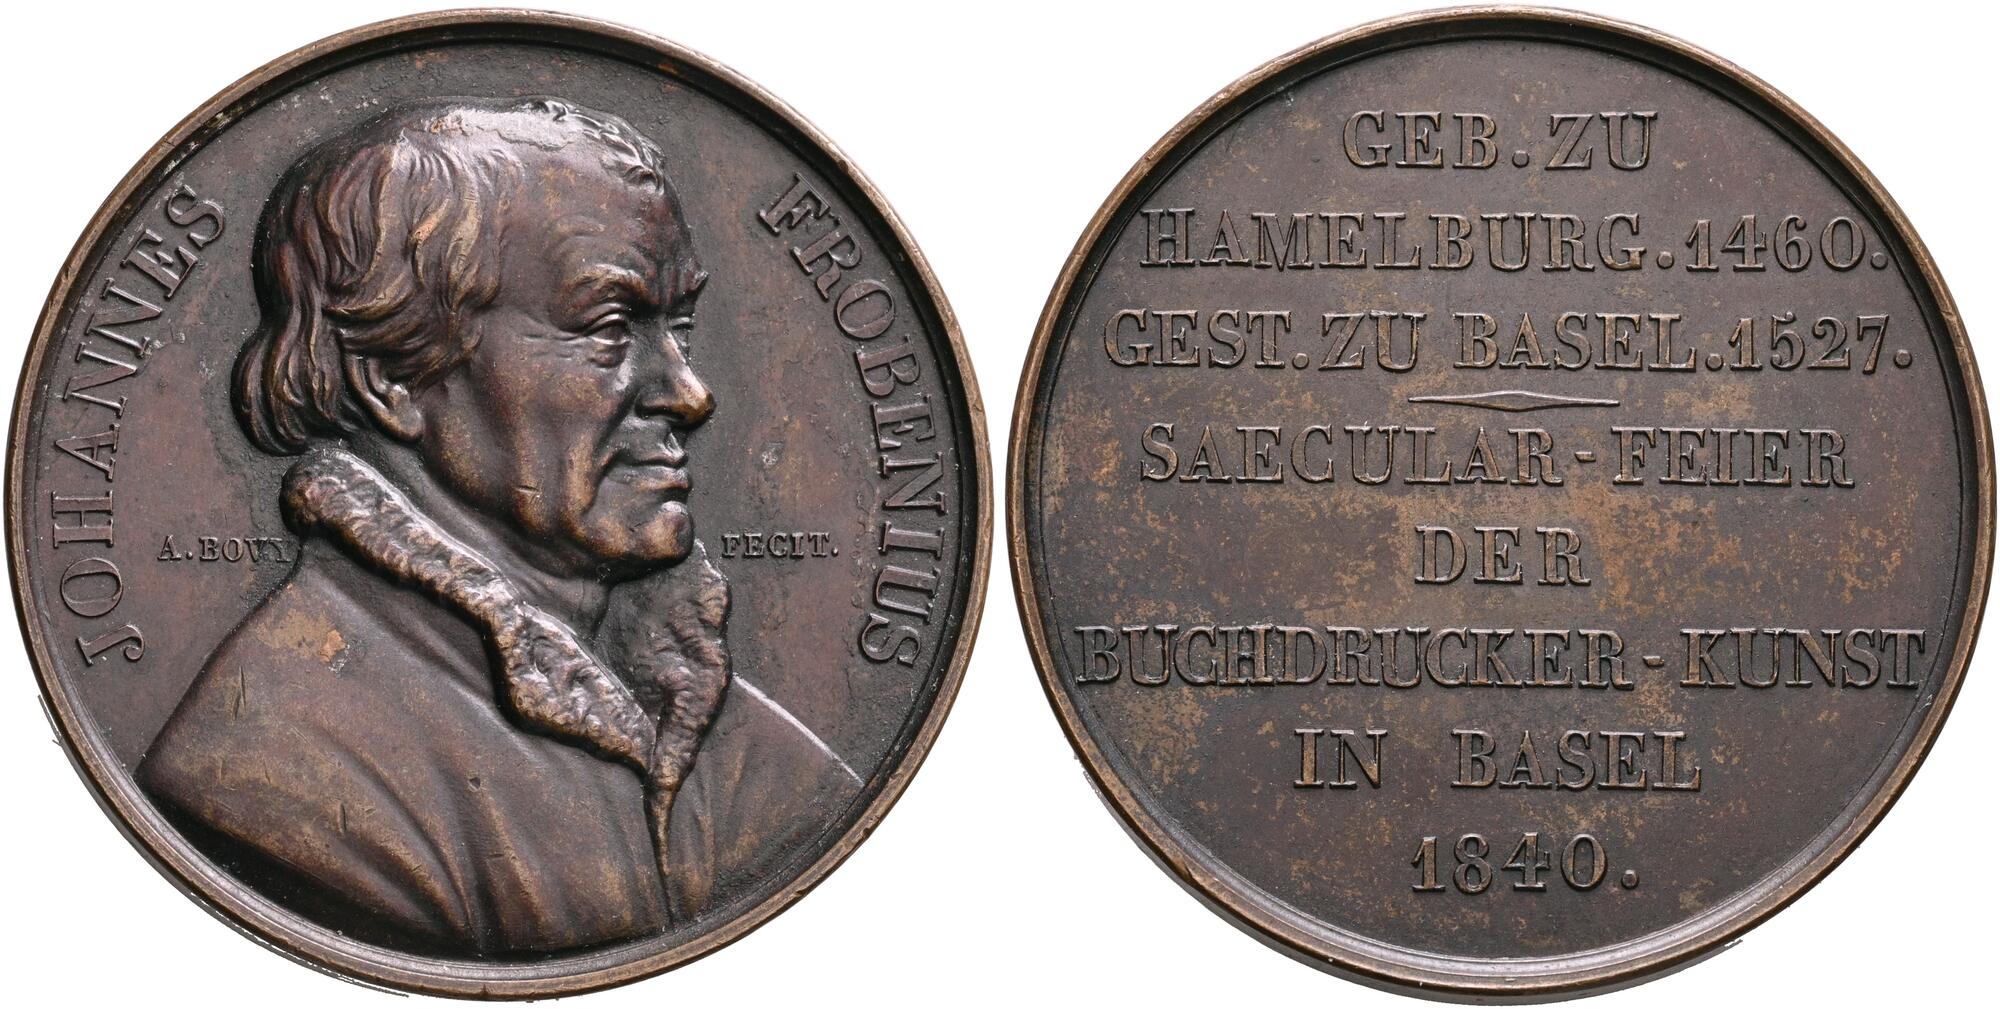 JOHANNES FROBENIUS
A. BOVY FECIT.
GEB. ZU
HAMELBURG. 1460.
GEST. ZU BASEL. 1527.
SAECULAR-FEIER
DER
BUCHDRUCKER-KUNST
IN BASEL
1840.